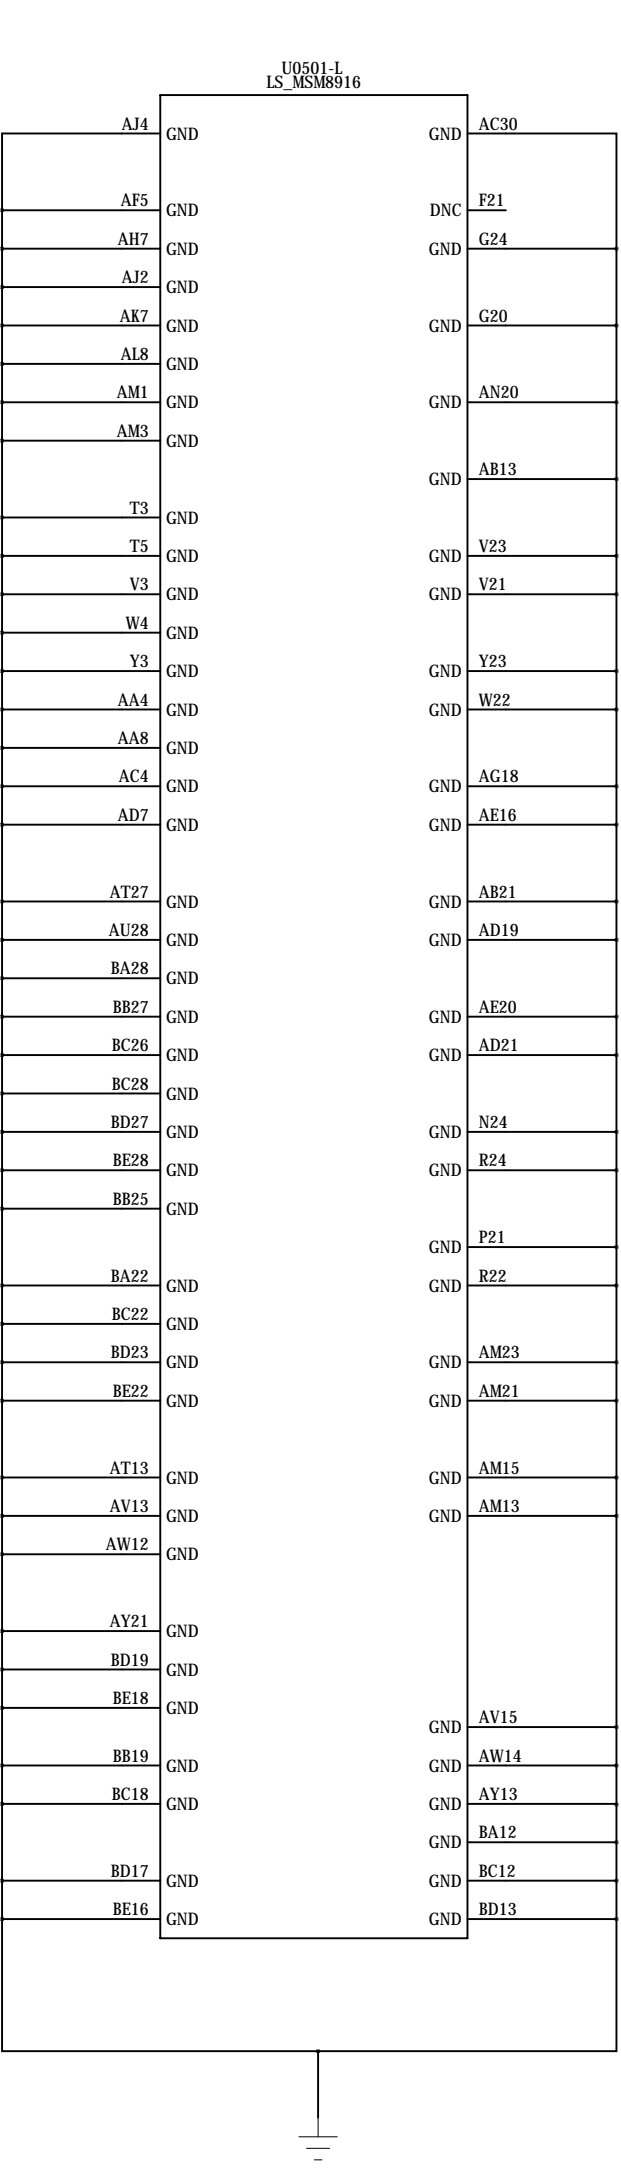 U0501-L
LS_MSM8916
AJ4 GND GND AC30
AF5 GND DNC F21
AH7 GND GND G24
AJ2 GND
AK7 GND GND G20
AL8 GND
AM1 GND GND AN20
AM3 GND
GND AB13
T3 GND
T5 GND GND V23
V3 GND GND V21
W4 GND
Y3 GND GND Y23
AA4 GND GND W22
AA8 GND
AC4 GND GND AG18
AD7 GND GND AE16
AT27 GND GND AB21
AU28 GND GND AD19
BA28 GND
BB27 GND GND AE20
BC26 GND GND AD21
BC28 GND
BD27 GND GND N24
BE28 GND GND R24
BB25 GND
GND P21
BA22 GND GND R22
BC22 GND
BD23 GND GND AM23
BE22 GND GND AM21
AT13 GND GND AM15
AV13 GND GND AM13
AW12 GND
AY21 GND
BD19 GND
BE18 GND
GND AV15
BB19 GND GND AW14
BC18 GND GND AY13
GND BA12
BD17 GND GND BC12
BE16 GND GND BD13